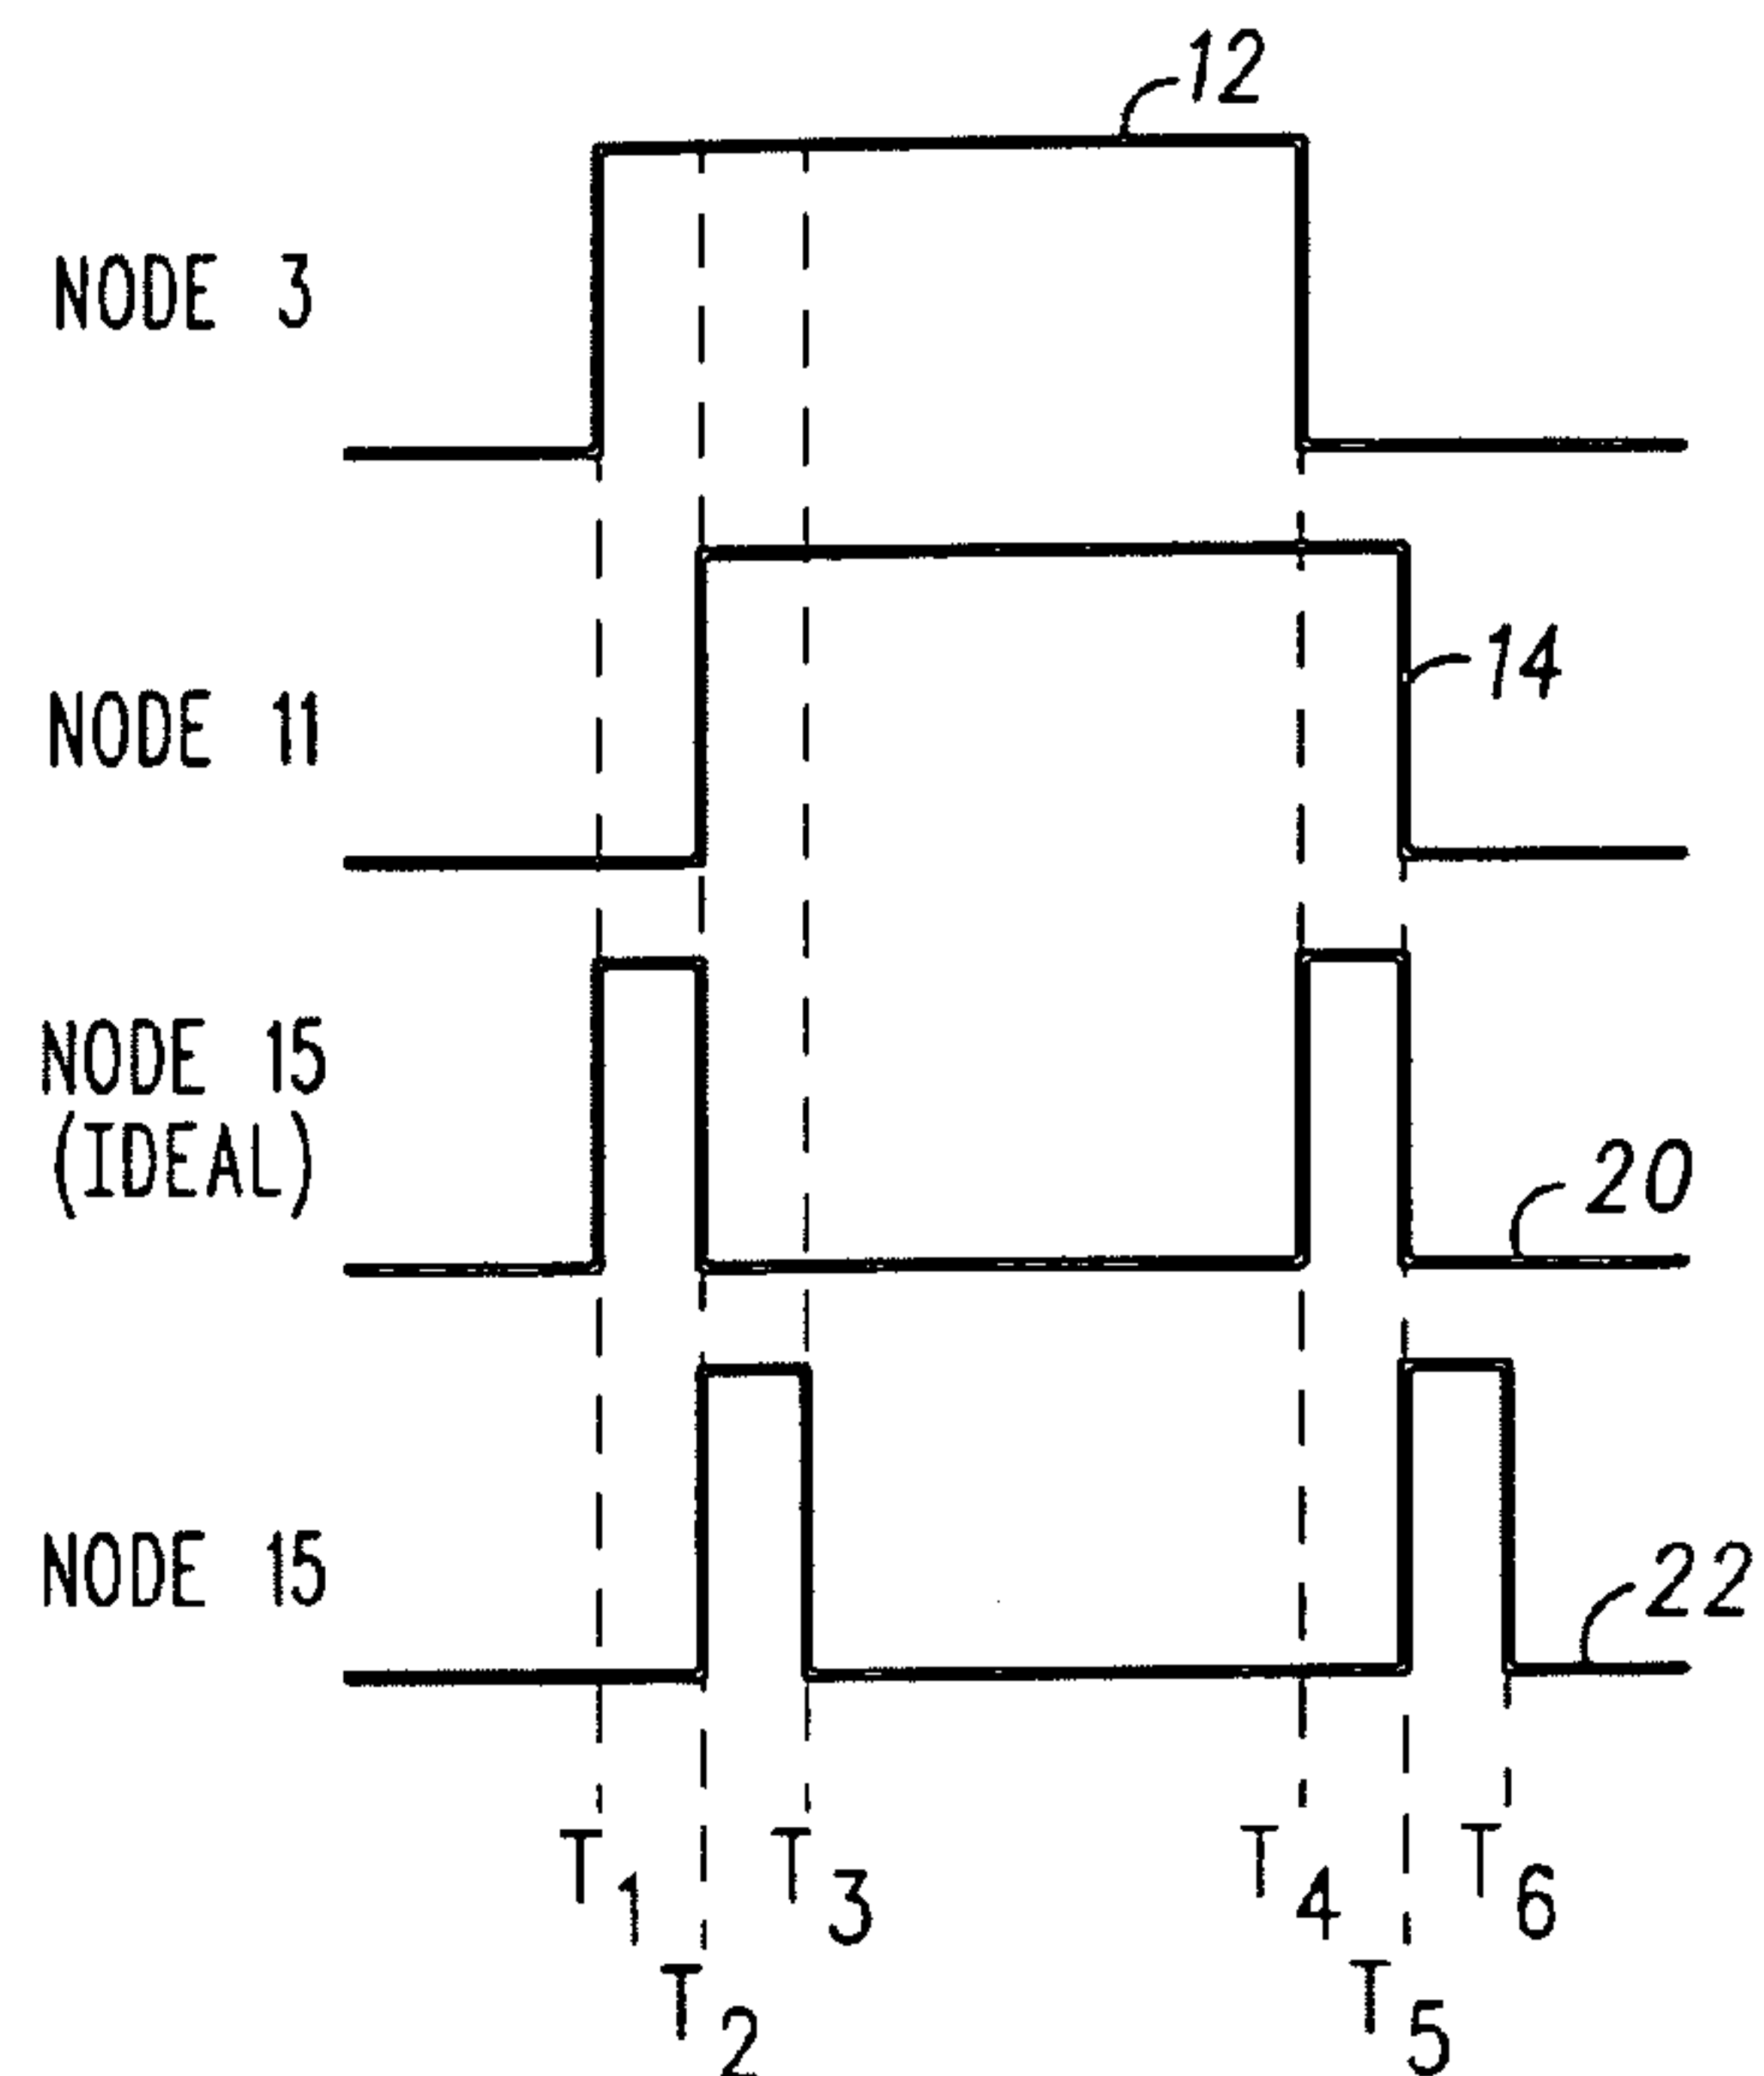 12
NODE 3
14
NODE 11
NODE 15
(IDEAL)
20
NODE 15
22
T1
T2
T3
T4
T5
T6